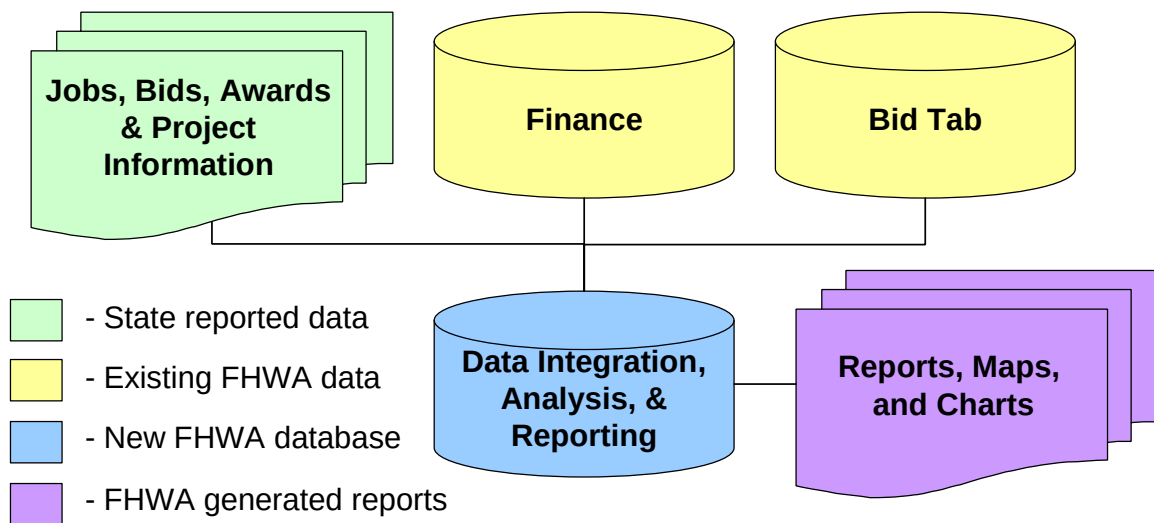 Jobs, Bids, Awards
& Project
Information
Finance
Bid Tab
- State reported data
- Existing FHWA data
- New FHWA database
- FHWA generated reports
Data Integration,
Analysis, &
Reporting
Reports, Maps,
and Charts